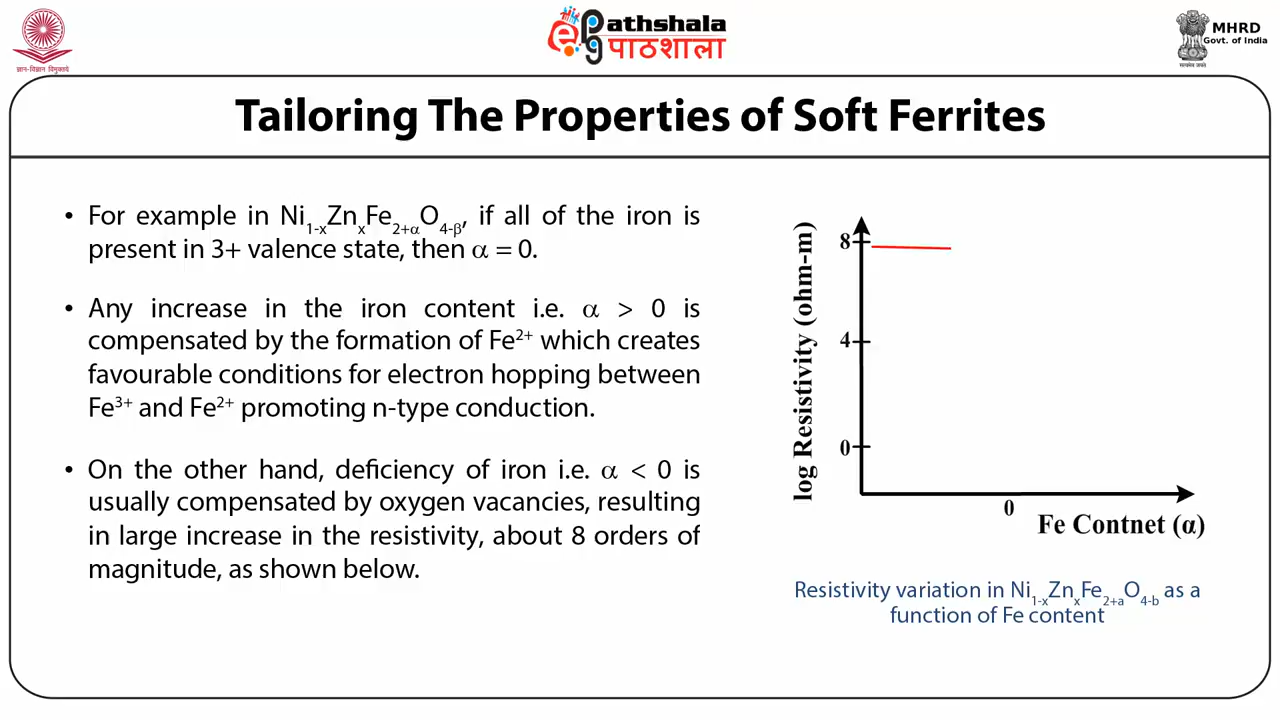 ePGathshala
पाठशाला
MHRD
Govt. of India
ज्ञान-विज्ञान विमुक्तये
सत्यमेव जयते
Tailoring The Properties of Soft Ferrites
• For example in Ni1-xZnxFe2+αO4-β, if all of the iron is
present in 3+ valence state, then α = 0.
• Any increase in the iron content i.e. α > 0 is
compensated by the formation of Fe2+ which creates
favourable conditions for electron hopping between
Fe3+ and Fe2+ promoting n-type conduction.
• On the other hand, deficiency of iron i.e. α < 0 is
usually compensated by oxygen vacancies, resulting
in large increase in the resistivity, about 8 orders of
magnitude, as shown below.
log Resistivity (ohm-m)
8
4
0
0
Fe Contnet (α)
Resistivity variation in Ni1-xZnxFe2+aO4-b as a
function of Fe content